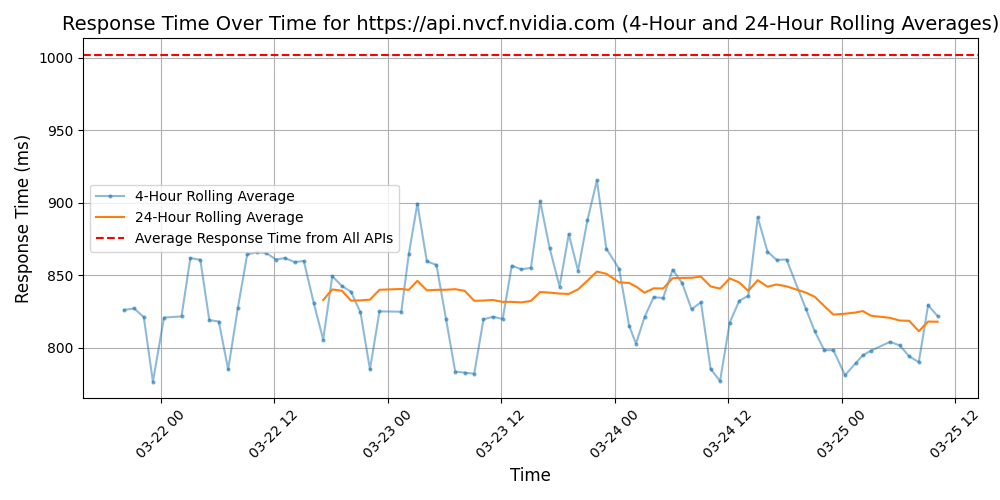 Response Time Over Time for https://api.nvcf.nvidia.com (4-Hour and 24-Hour Rolling Averages)
Response Time (ms)
1000
950
900
850
800
4-Hour Rolling Average
24-Hour Rolling Average
Average Response Time from All APIs
03-22 00
03-22 12
03-23 00
03-23 12
03-24 00
03-24 12
03-25 00
03-25 12
Time